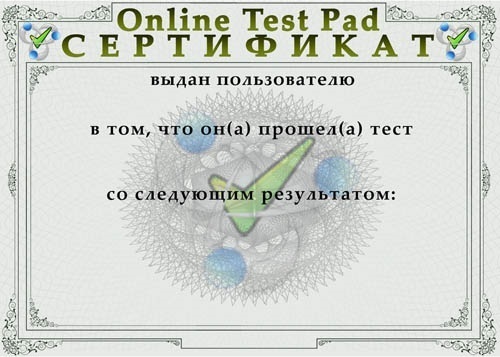 Online Test Pad
СЕРТИФИКАТ
выдан пользователю
в том, что он(а) прошел(а) тест
со следующим результатом: